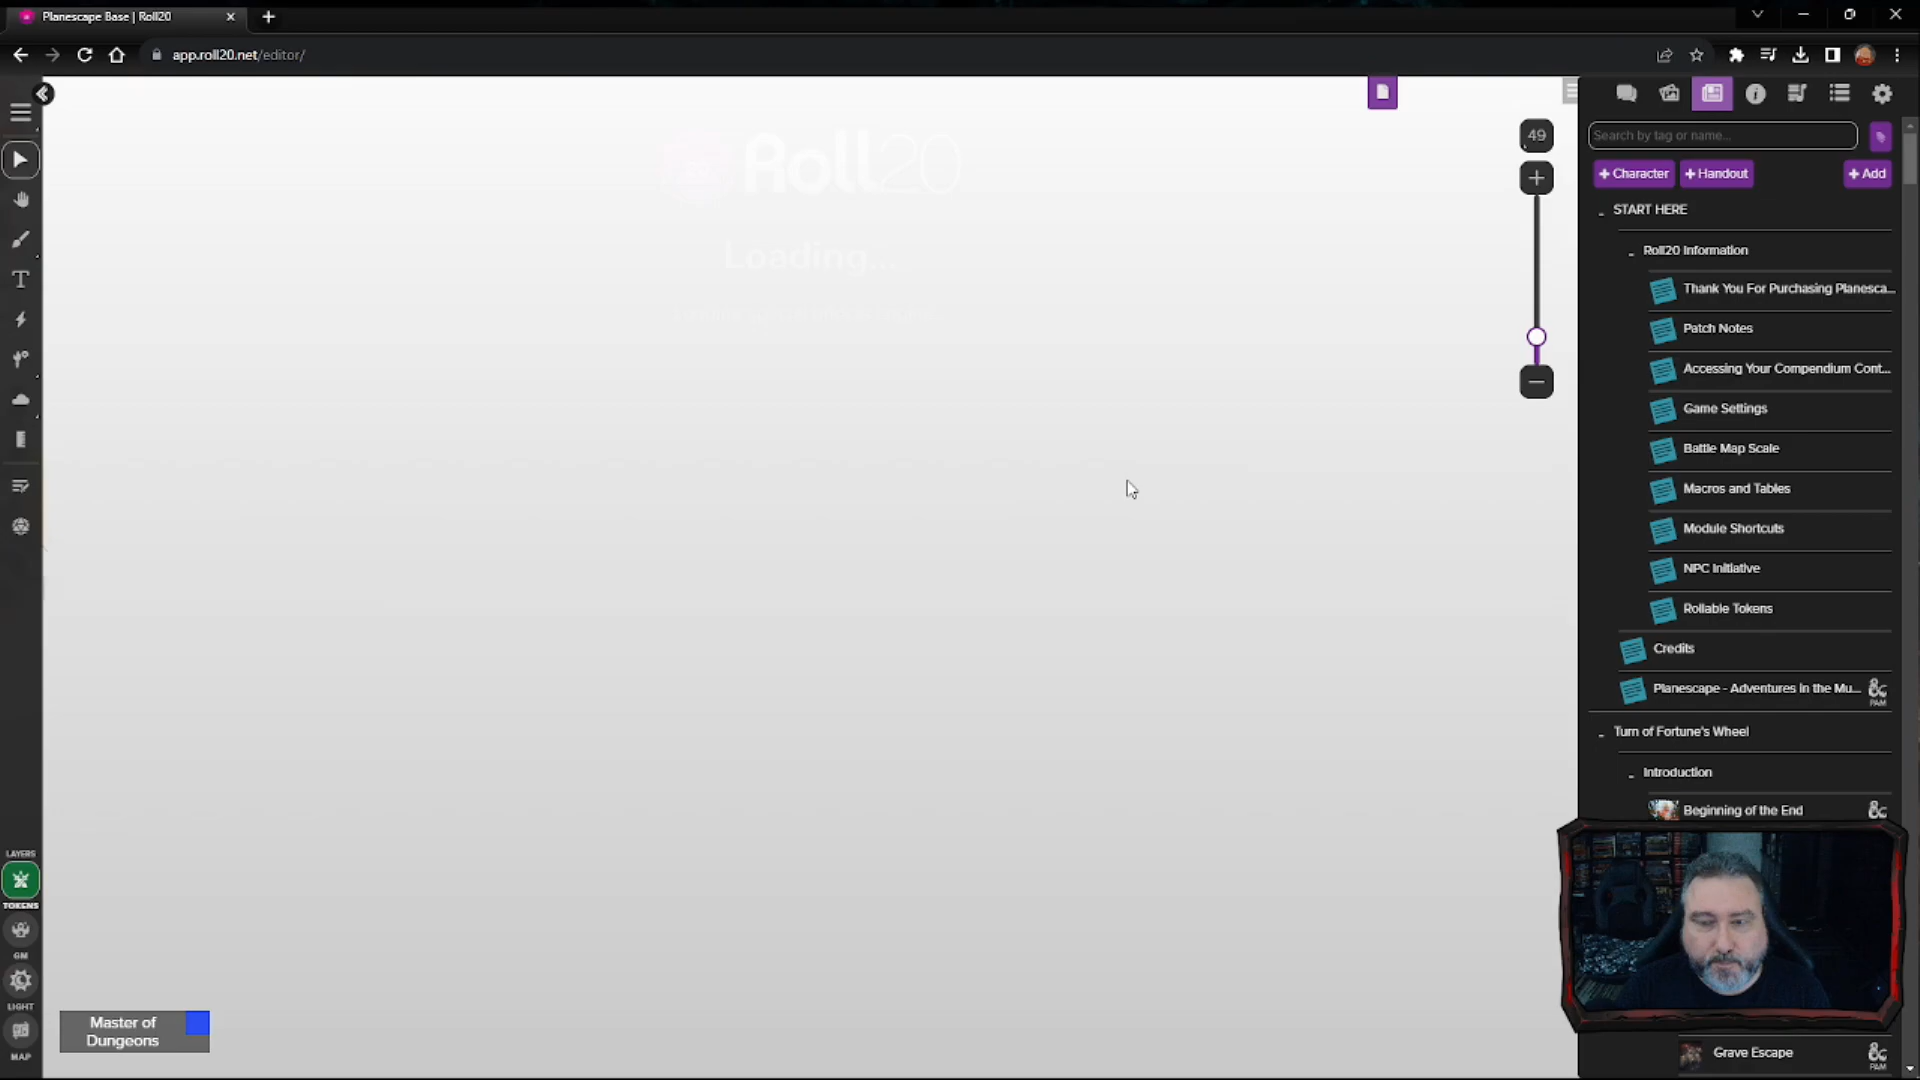 Planescape Base | Roll20
app.roll20.net/editor/
Roll20
Loading...
49
Search by tag or name...
+ Character
+ Handout
+ Add
START HERE
Roll20 Information
Thank You For Purchasing Planesca...
Patch Notes
Accessing Your Compendium Cont...
Game Settings
Battle Map Scale
Macros and Tables
Module Shortcuts
NPC Initiative
Rollable Tokens
Credits
Planescape - Adventures in the Mu...
PAM
Turn of Fortune's Wheel
Introduction
Beginning of the End
Grave Escape
PAM
LAYERS
TOKENS
GM
LIGHT
MAP
Master of
Dungeons